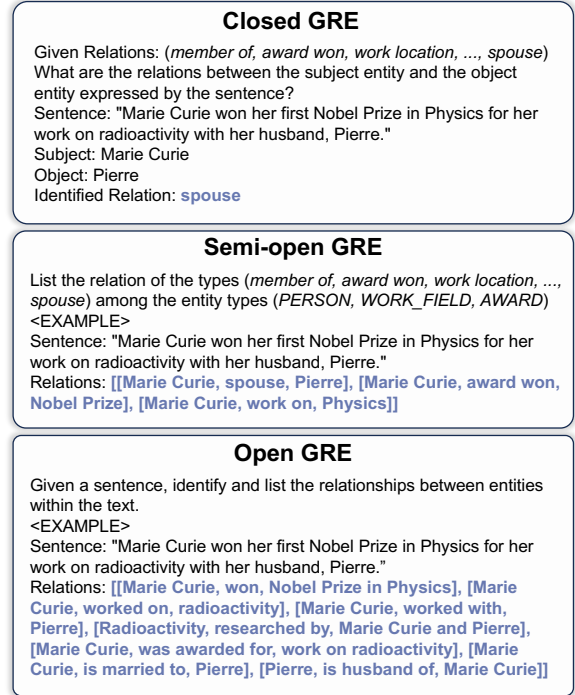 Closed GRE
Given Relations: (member of, award won, work location, ..., spouse)
What are the relations between the subject entity and the object
entity expressed by the sentence?
Sentence: "Marie Curie won her first Nobel Prize in Physics for her
work on radioactivity with her husband, Pierre."
Subject: Marie Curie
Object: Pierre
Identified Relation: spouse
Semi-open GRE
List the relation of the types (member of, award won, work location, ...,
spouse) among the entity types (PERSON, WORK_FIELD, AWARD)
<EXAMPLE>
Sentence: "Marie Curie won her first Nobel Prize in Physics for her
work on radioactivity with her husband, Pierre."
Relations: [[Marie Curie, spouse, Pierre], [Marie Curie, award won,
Nobel Prize], [Marie Curie, work on, Physics]]
Open GRE
Given a sentence, identify and list the relationships between entities
within the text.
<EXAMPLE>
Sentence: "Marie Curie won her first Nobel Prize in Physics for her
work on radioactivity with her husband, Pierre.”
Relations: [[Marie Curie, won, Nobel Prize in Physics], [Marie
Curie, worked on, radioactivity], [Marie Curie, worked with,
Pierre], [Radioactivity, researched by, Marie Curie and Pierre],
[Marie Curie, was awarded for, work on radioactivity], [Marie
Curie, is married to, Pierre], [Pierre, is husband of, Marie Curie]]